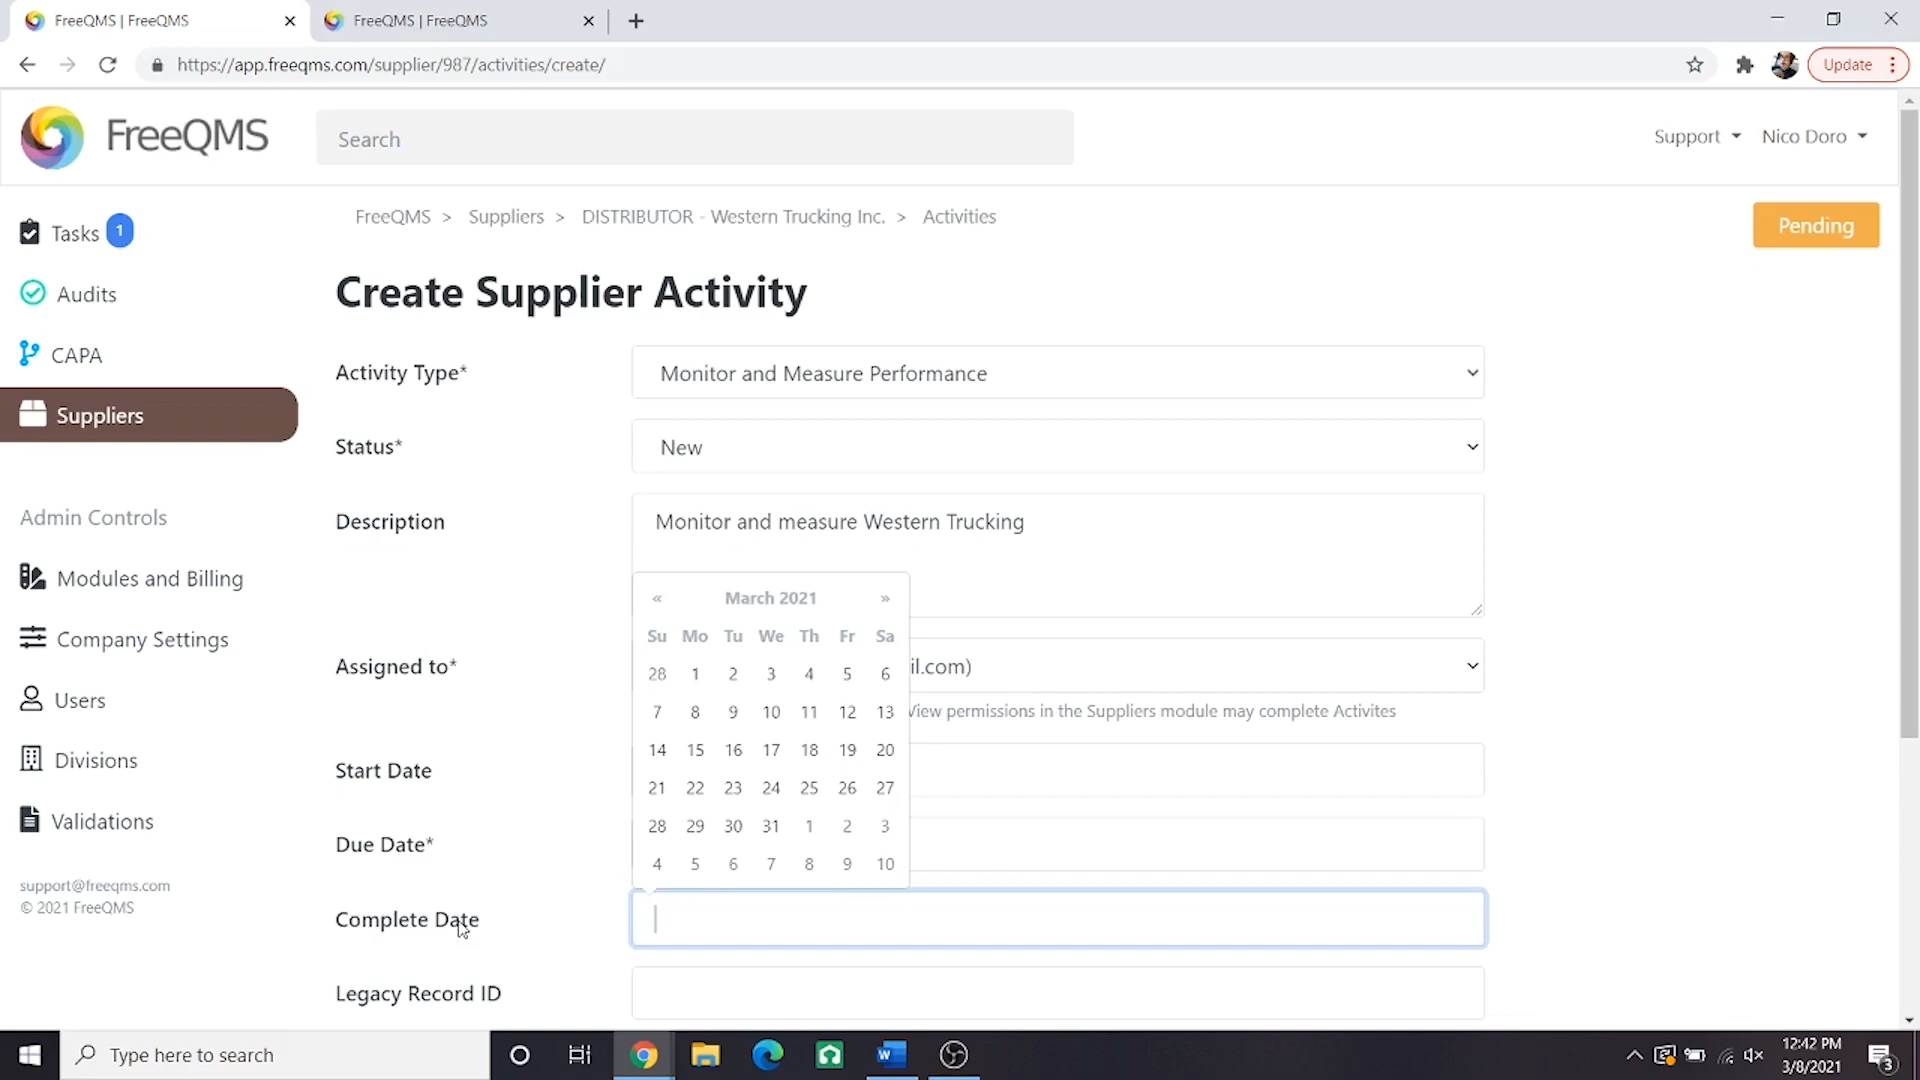 FreeQMS | FreeQMS
FreeQMS | FreeQMS
https://app.freeqms.com/supplier/987/activities/create/
Update
FreeQMS
Search
Support
Nico Doro
Tasks 1
Audits
CAPA
Suppliers
Admin Controls
Modules and Billing
Company Settings
Users
Divisions
Validations
support@freeqms.com
© 2021 FreeQMS
FreeQMS > Suppliers > DISTRIBUTOR - Western Trucking Inc. > Activities
Pending
Create Supplier Activity
Activity Type*
Monitor and Measure Performance
Status*
New
Description
Monitor and measure Western Trucking
« March 2021 »
Su Mo Tu We Th Fr Sa
28 1 2 3 4 5 6
7 8 9 10 11 12 13
14 15 16 17 18 19 20
21 22 23 24 25 26 27
28 29 30 31 1 2 3
4 5 6 7 8 9 10
Assigned to*
il.com)
View permissions in the Suppliers module may complete Activites
Start Date
Due Date*
Complete Date
Legacy Record ID
Type here to search
12:42 PM
3/8/2021
3